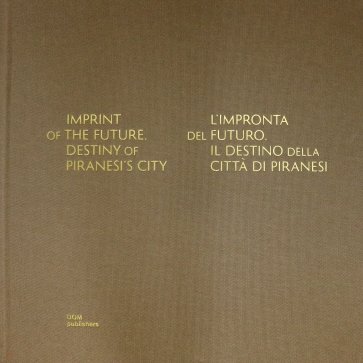 IMPRINT
OF THE FUTURE.
DESTINY OF
PIRANESI'S CITY
L'IMPRONTA
DEL FUTURO.
IL DESTINO DELLA
CITTÀ DI PIRANESI
DOM
publishers